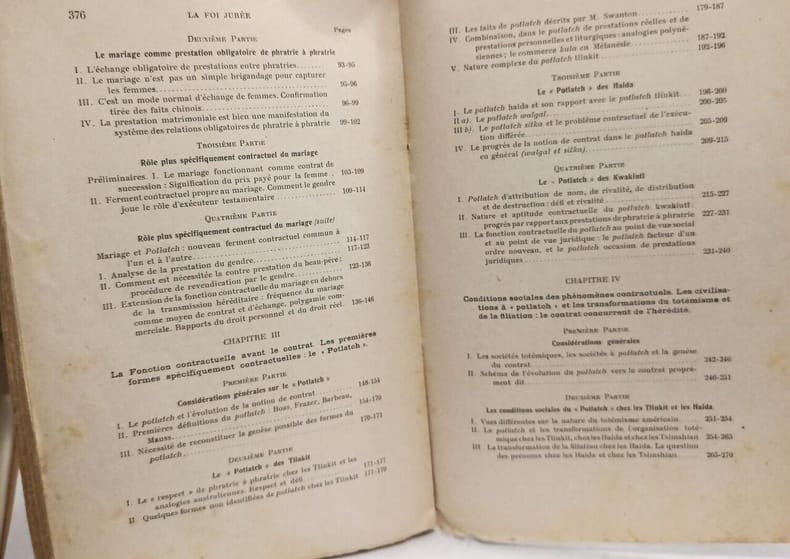 376 LA FOI JURÉE
Pages
DEUXIÈME PARTIE
Le mariage comme prestation obligatoire de phratrie à phratrie
I. L'échange obligatoire de prestations entre phratries 93-95
II. Le mariage n'est pas un simple brigandage pour capturer
les femmes 95-96
III. C'est un mode normal d'échange de femmes. Confirmation
tirée des faits chinois 96-99
IV. La prestation matrimoniale est bien une manifestation du
système des relations obligatoires de phratrie à phratrie 99-102
TROISIÈME PARTIE
Rôle plus spécifiquement contractuel du mariage
Préliminaires. I. Le mariage fonctionnant comme contrat de
succession : Signification du prix payé pour la femme 103-109
II. Ferment contractuel propre au mariage. Comment le gendre
joue le rôle d'exécuteur testamentaire 109-114
QUATRIÈME PARTIE
Rôle plus spécifiquement contractuel du mariage (suite)
Mariage et Potlatch : nouveau ferment contractuel commun à
l'un et à l'autre 114-117
I. Analyse de la prestation du gendre 117-123
II. Comment est nécessitée la contre prestation du beau-père :
procédure de revendication par le gendre 123-136
III. Extension de la fonction contractuelle du mariage en dehors
de la transmission héréditaire : fréquence du mariage
comme moyen de contrat et d'échange, polygamie com-
merciale. Rapports du droit personnel et du droit réel. 136-146
CHAPITRE III
La Fonction contractuelle avant le contrat. Les premières
formes spécifiquement contractuelles : le « Potlatch ».
PREMIÈRE PARTIE
Considérations générales sur le « Potlatch »
I. Le potlatch et l'évolution de la notion de contrat 148-154
II. Premières définitions du potlatch : Boas, Frazer, Barbeau,
Mauss 154-170
III. Nécessité de reconstituer la genèse possible des formes du
potlatch 170-171
DEUXIÈME PARTIE
Le « Potlatch » des Tlinkit
I. Le « respect » de phratrie à phratrie chez les Tlinkit et les
analogies australiennes. Respect et défi 171-177
II Quelques formes non identifiées de potlatch chez les Tlinkit 177-179
III. Les faits de potlatch décrits par M. Swanton 179-187
IV. Combinaison, dans le potlatch de prestations réelles et de
prestations personnelles et liturgiques : analogies polyné-
siennes ; le commerce kula en Mélanésie 187-192
V. Nature complexe du potlatch tlinkit 192-196
TROISIÈME PARTIE
Le « Potlatch » des Haida
I. Le potlatch haida et son rapport avec le potlatch tlinkit 196-200
II a). Le potlatch walgal 200-205
III b). Le potlatch sitka et le problème contractuel de l'exécu-
tion différée 205-209
IV. Le progrès de la notion de contrat dans le potlatch haida
en général (walgal et sitka) 209-215
QUATRIÈME PARTIE
Le « Potlatch » des Kwakiutl
I. Potlatch d'attribution de nom, de rivalité, de distribution
et de destruction : défi et rivalité 215-227
II. Nature et aptitude contractuelle du potlatch kwakiutl :
progrès par rapport aux prestations de phratrie à phratrie 227-231
III. La fonction contractuelle du potlatch au point de vue social
et au point de vue juridique : le potlatch facteur d'un
ordre nouveau, et le potlatch occasion de prestations
juridiques 231-240
CHAPITRE IV
Conditions sociales des phénomènes contractuels. Les civilisa-
tions à « potlatch » et les transformations du totémisme et
de la filiation : le contrat concurrent de l'hérédité.
PREMIÈRE PARTIE
Considérations générales
I. Les sociétés totémiques, les sociétés à potlatch et la genèse
du contrat 242-246
II. Schéma de l'évolution du potlatch vers le contrat propre-
ment dit 246-251
DEUXIÈME PARTIE
Les conditions sociales du « Potlatch » chez les Tlinkit et les Haida
I. Vues différentes sur la nature du totémisme américain 251-254
II. Le potlatch et les transformations de l'organisation toté-
mique chez les Tlinkit, chez les Haida et chez les Tsimshian 254-265
III La transformation de la filiation chez les Haida. La question
des prénoms chez les Haida et chez les Tsimshian 265-270